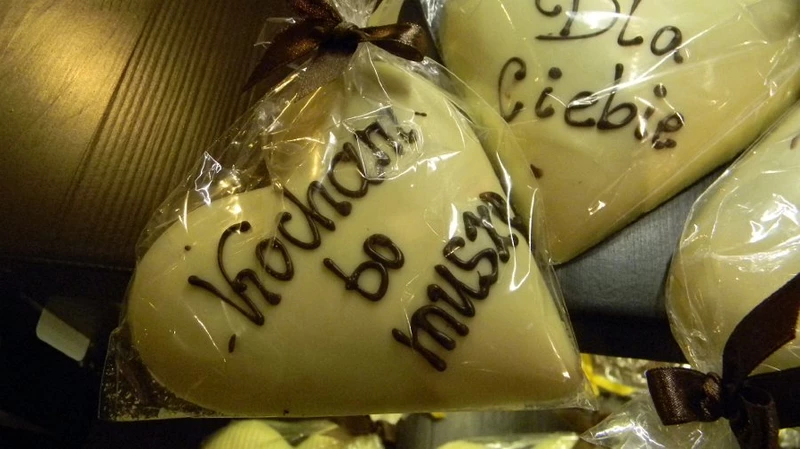 Kocham
bo
muszę
Dla
Ciebie